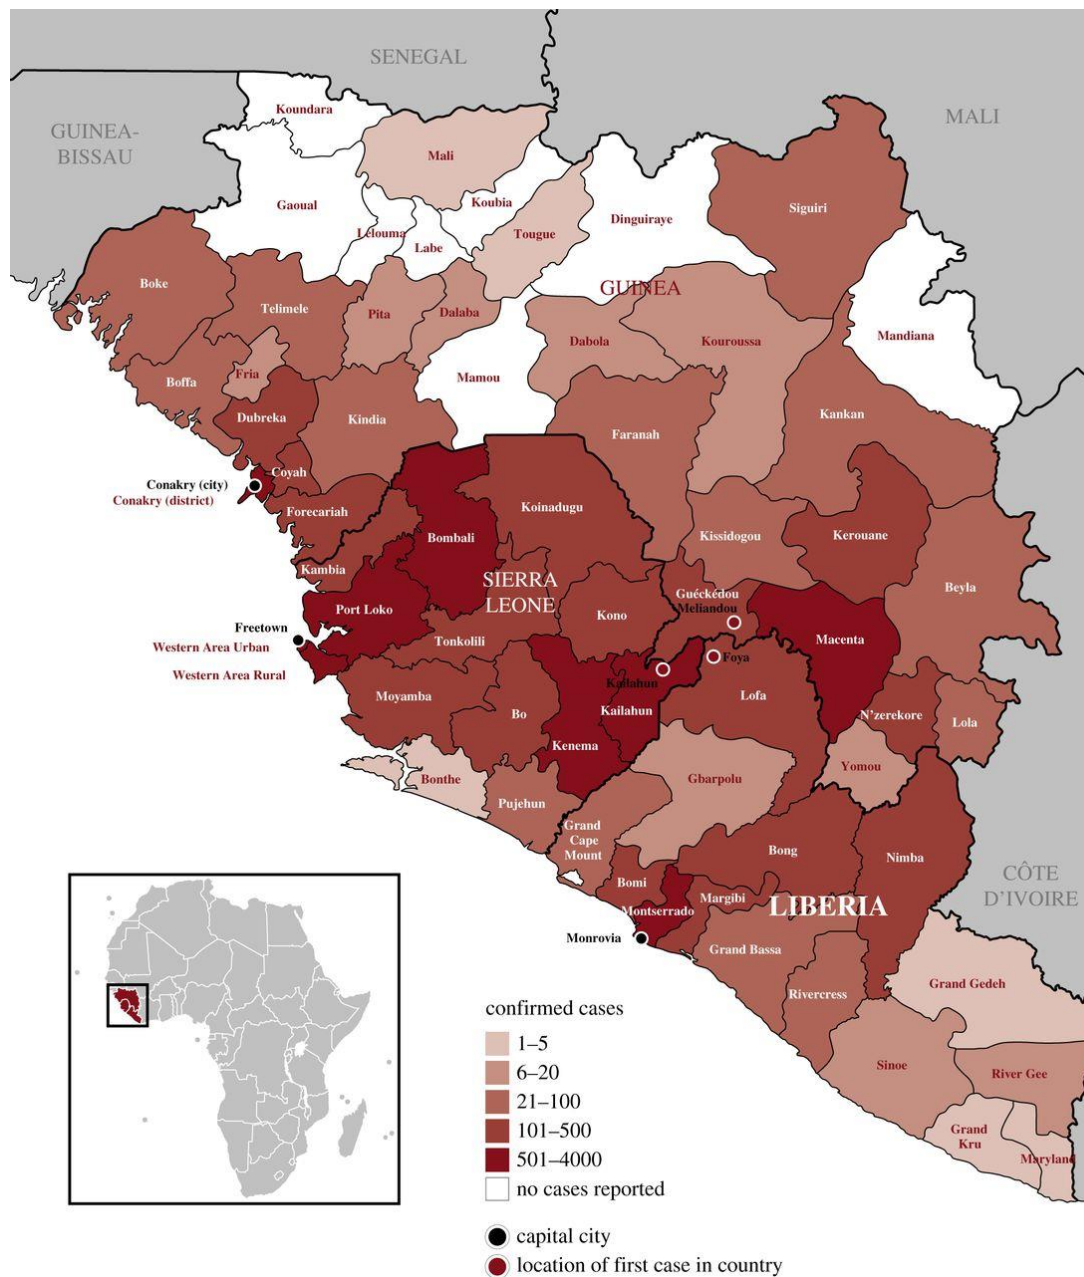 SENEGAL
MALI
GUINEA-
BISSAU
Koundara
Mali
Gaoual
Koubia
Lelouma
Labe
Tougue
Dinguiraye
Siguiri
GUINEA
Boke
Telimele
Pita
Dalaba
Dabola
Kouroussa
Mandiana
Boffa
Fria
Mamou
Dubreka
Kindia
Faranah
Kankan
Coyah
Conakry (city)
Conakry (district)
Forecariah
Koinadugu
Bombali
Kissidogou
Kerouane
Kambia
SIERRA
LEONE
Beyla
Guéckédou
Meliandou
Port Loko
Kono
Freetown
Tonkolili
Macenta
Western Area Urban
Foya
Western Area Rural
Kailahun
Moyamba
Lofa
Kailahun
Bo
N'zerekore
Lola
Kenema
Yomou
Bonthe
Gbarpolu
Pujehun
Grand
Cape
Mount
Bong
Nimba
CÔTE
D'IVOIRE
Bomi
Margibi
LIBERIA
Montserrado
Monrovia
Grand Bassa
Grand Gedeh
Rivercress
Sinoe
River Gee
Grand
Kru
Maryland
confirmed cases
1–5
6–20
21–100
101–500
501–4000
no cases reported
capital city
location of first case in country